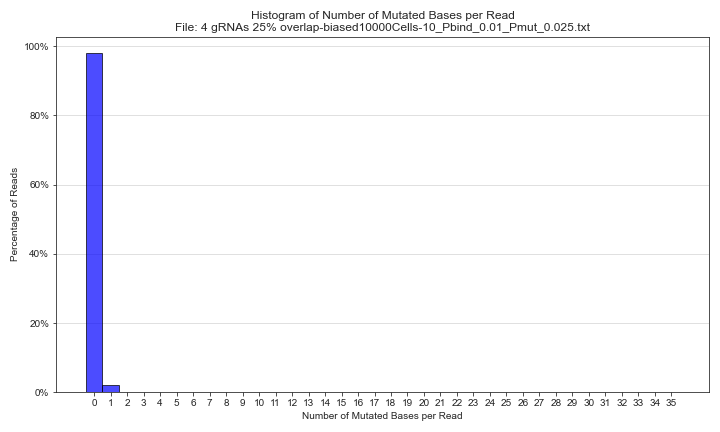 Histogram of Number of Mutated Bases per Read
File: 4 gRNAs 25% overlap-biased10000Cells-10_Pbind_0.01_Pmut_0.025.txt
100%
80%
60%
40%
20%
0%
Percentage of Reads
0 1 2 3 4 5 6 7 8 9 10 11 12 13 14 15 16 17 18 19 20 21 22 23 24 25 26 27 28 29 30 31 32 33 34 35
Number of Mutated Bases per Read